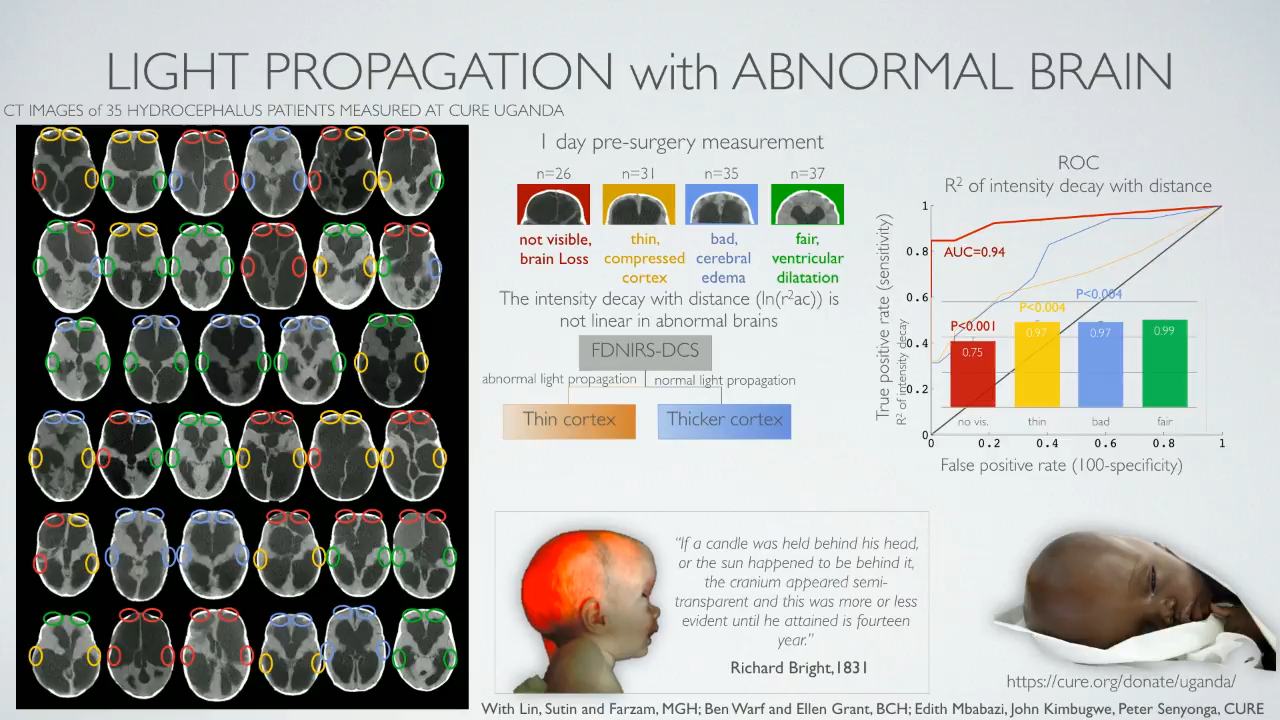 LIGHT PROPAGATION with ABNORMAL BRAIN
CT IMAGES of 35 HYDROCEPHALUS PATIENTS MEASURED AT CURE UGANDA
1 day pre-surgery measurement
n=26
n=31
n=35
n=37
not visible,
brain Loss
thin,
compressed
cortex
bad,
cerebral
edema
fair,
ventricular
dilatation
The intensity decay with distance (ln(r²ac)) is
not linear in abnormal brains
FDNIRS-DCS
abnormal light propagation
normal light propagation
Thin cortex
Thicker cortex
ROC
R² of intensity decay with distance
True positive rate (sensitivity)
R² of intensity decay
1
0.8
0.6
0.4
0.2
0
AUC=0.94
P<0.001
P<0.004
P<0.004
0.75
0.97
0.97
0.99
no vis.
thin
bad
fair
0
0.2
0.4
0.6
0.8
1
False positive rate (100-specificity)
“If a candle was held behind his head,
or the sun happened to be behind it,
the cranium appeared semi-
transparent and this was more or less
evident until he attained is fourteen
year.”
Richard Bright,1831
https://cure.org/donate/uganda/
With Lin, Sutin and Farzam, MGH; Ben Warf and Ellen Grant, BCH; Edith Mbabazi, John Kimbugwe, Peter Senyonga, CURE